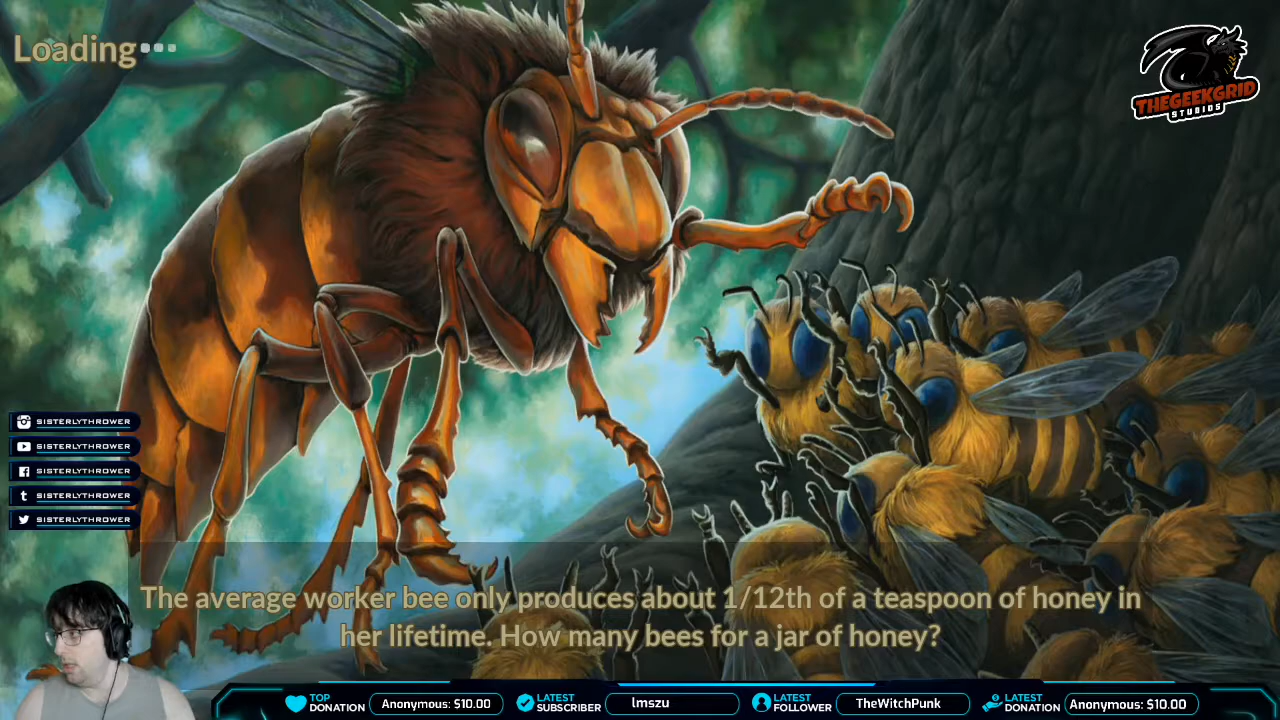 Loading...
THEGEEKGRID
STUDIOS
SISTERLYTHROWER
SISTERLYTHROWER
SISTERLYTHROWER
SISTERLYTHROWER
SISTERLYTHROWER
The average worker bee only produces about 1/12th of a teaspoon of honey in
her lifetime. How many bees for a jar of honey?
TOP
DONATION
Anonymous: $10.00
LATEST
SUBSCRIBER
lmszu
LATEST
FOLLOWER
TheWitchPunk
LATEST
DONATION
Anonymous: $10.00